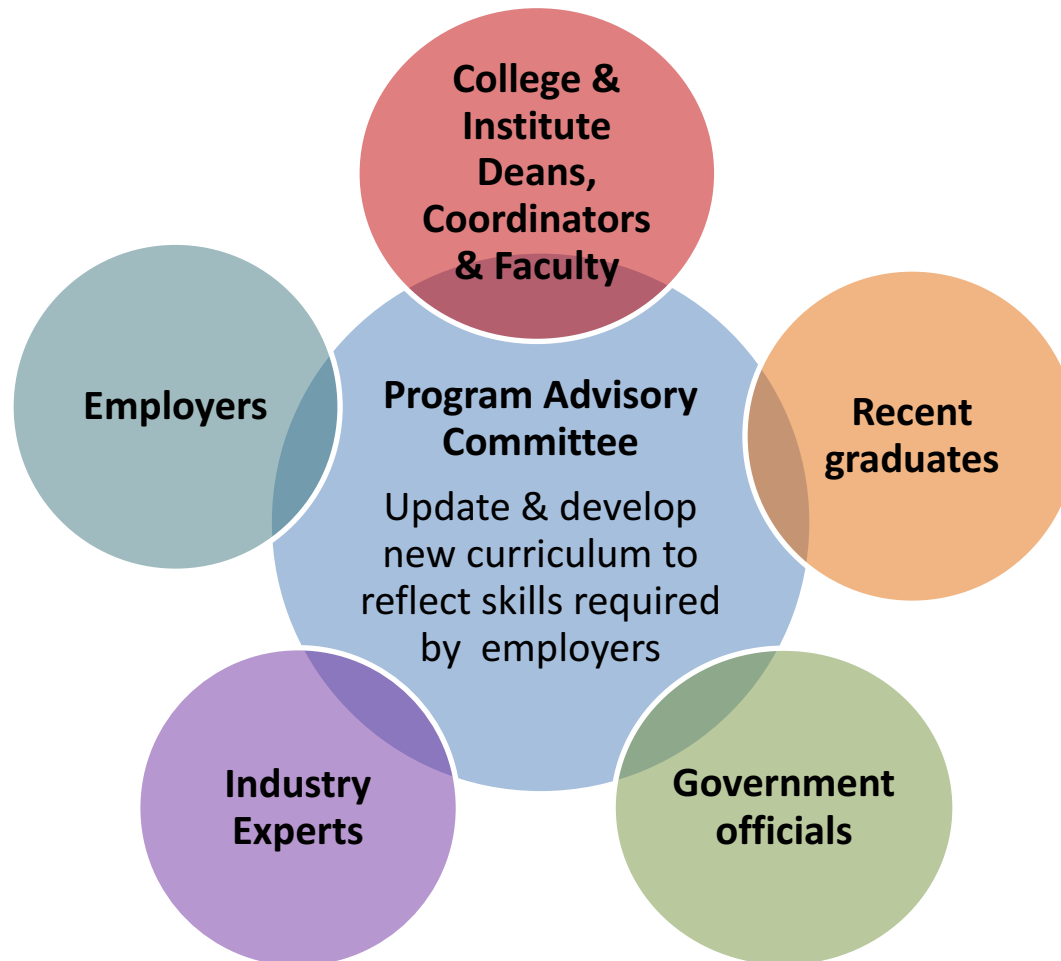 College &
Institute
Deans,
Coordinators
& Faculty
Employers
Program Advisory
Committee
Update & develop
new curriculum to
reflect skills required
by  employers
Recent
graduates
Industry
Experts
Government
officials